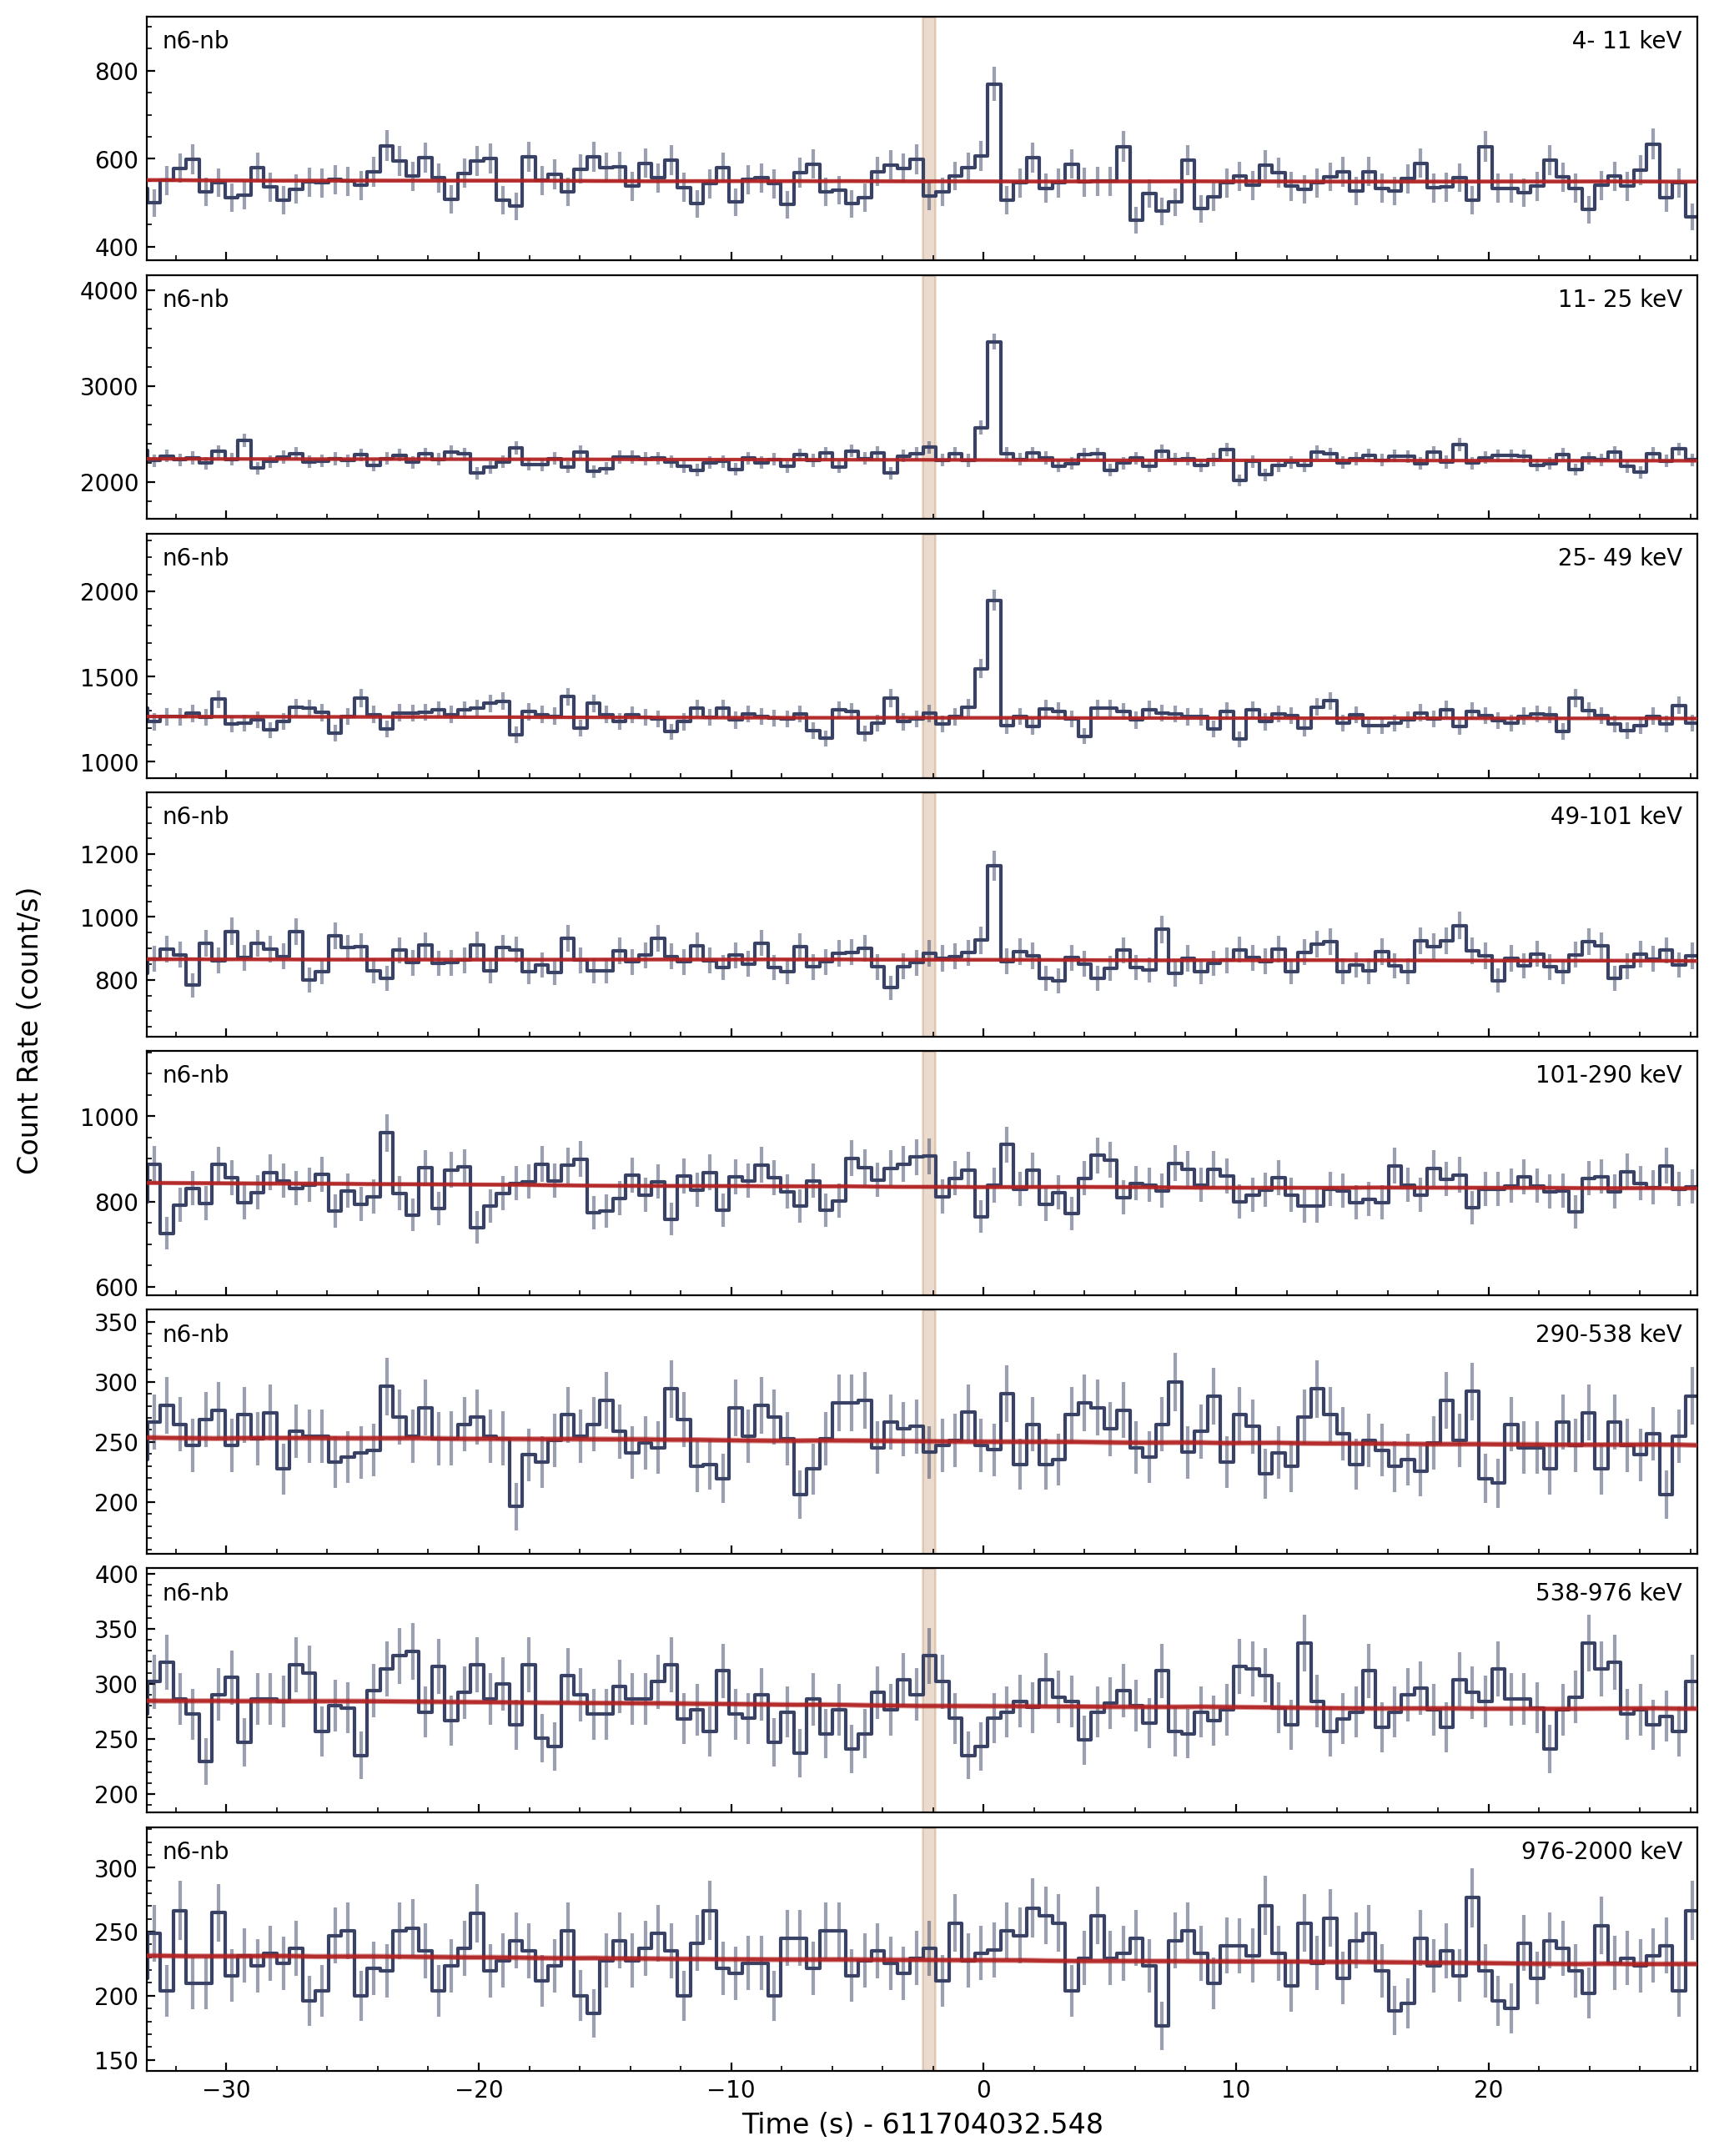 n6-nb 4- 11 keV
800
600
400
n6-nb 11- 25 keV
4000
3000
2000
n6-nb 25- 49 keV
2000
1500
1000
n6-nb 49-101 keV
1200
1000
800
n6-nb 101-290 keV
1000
800
600
n6-nb 290-538 keV
350
300
250
200
n6-nb 538-976 keV
400
350
300
250
200
n6-nb 976-2000 keV
300
250
200
150
−30 −20 −10 0 10 20
Time (s) - 611704032.548
Count Rate (count/s)